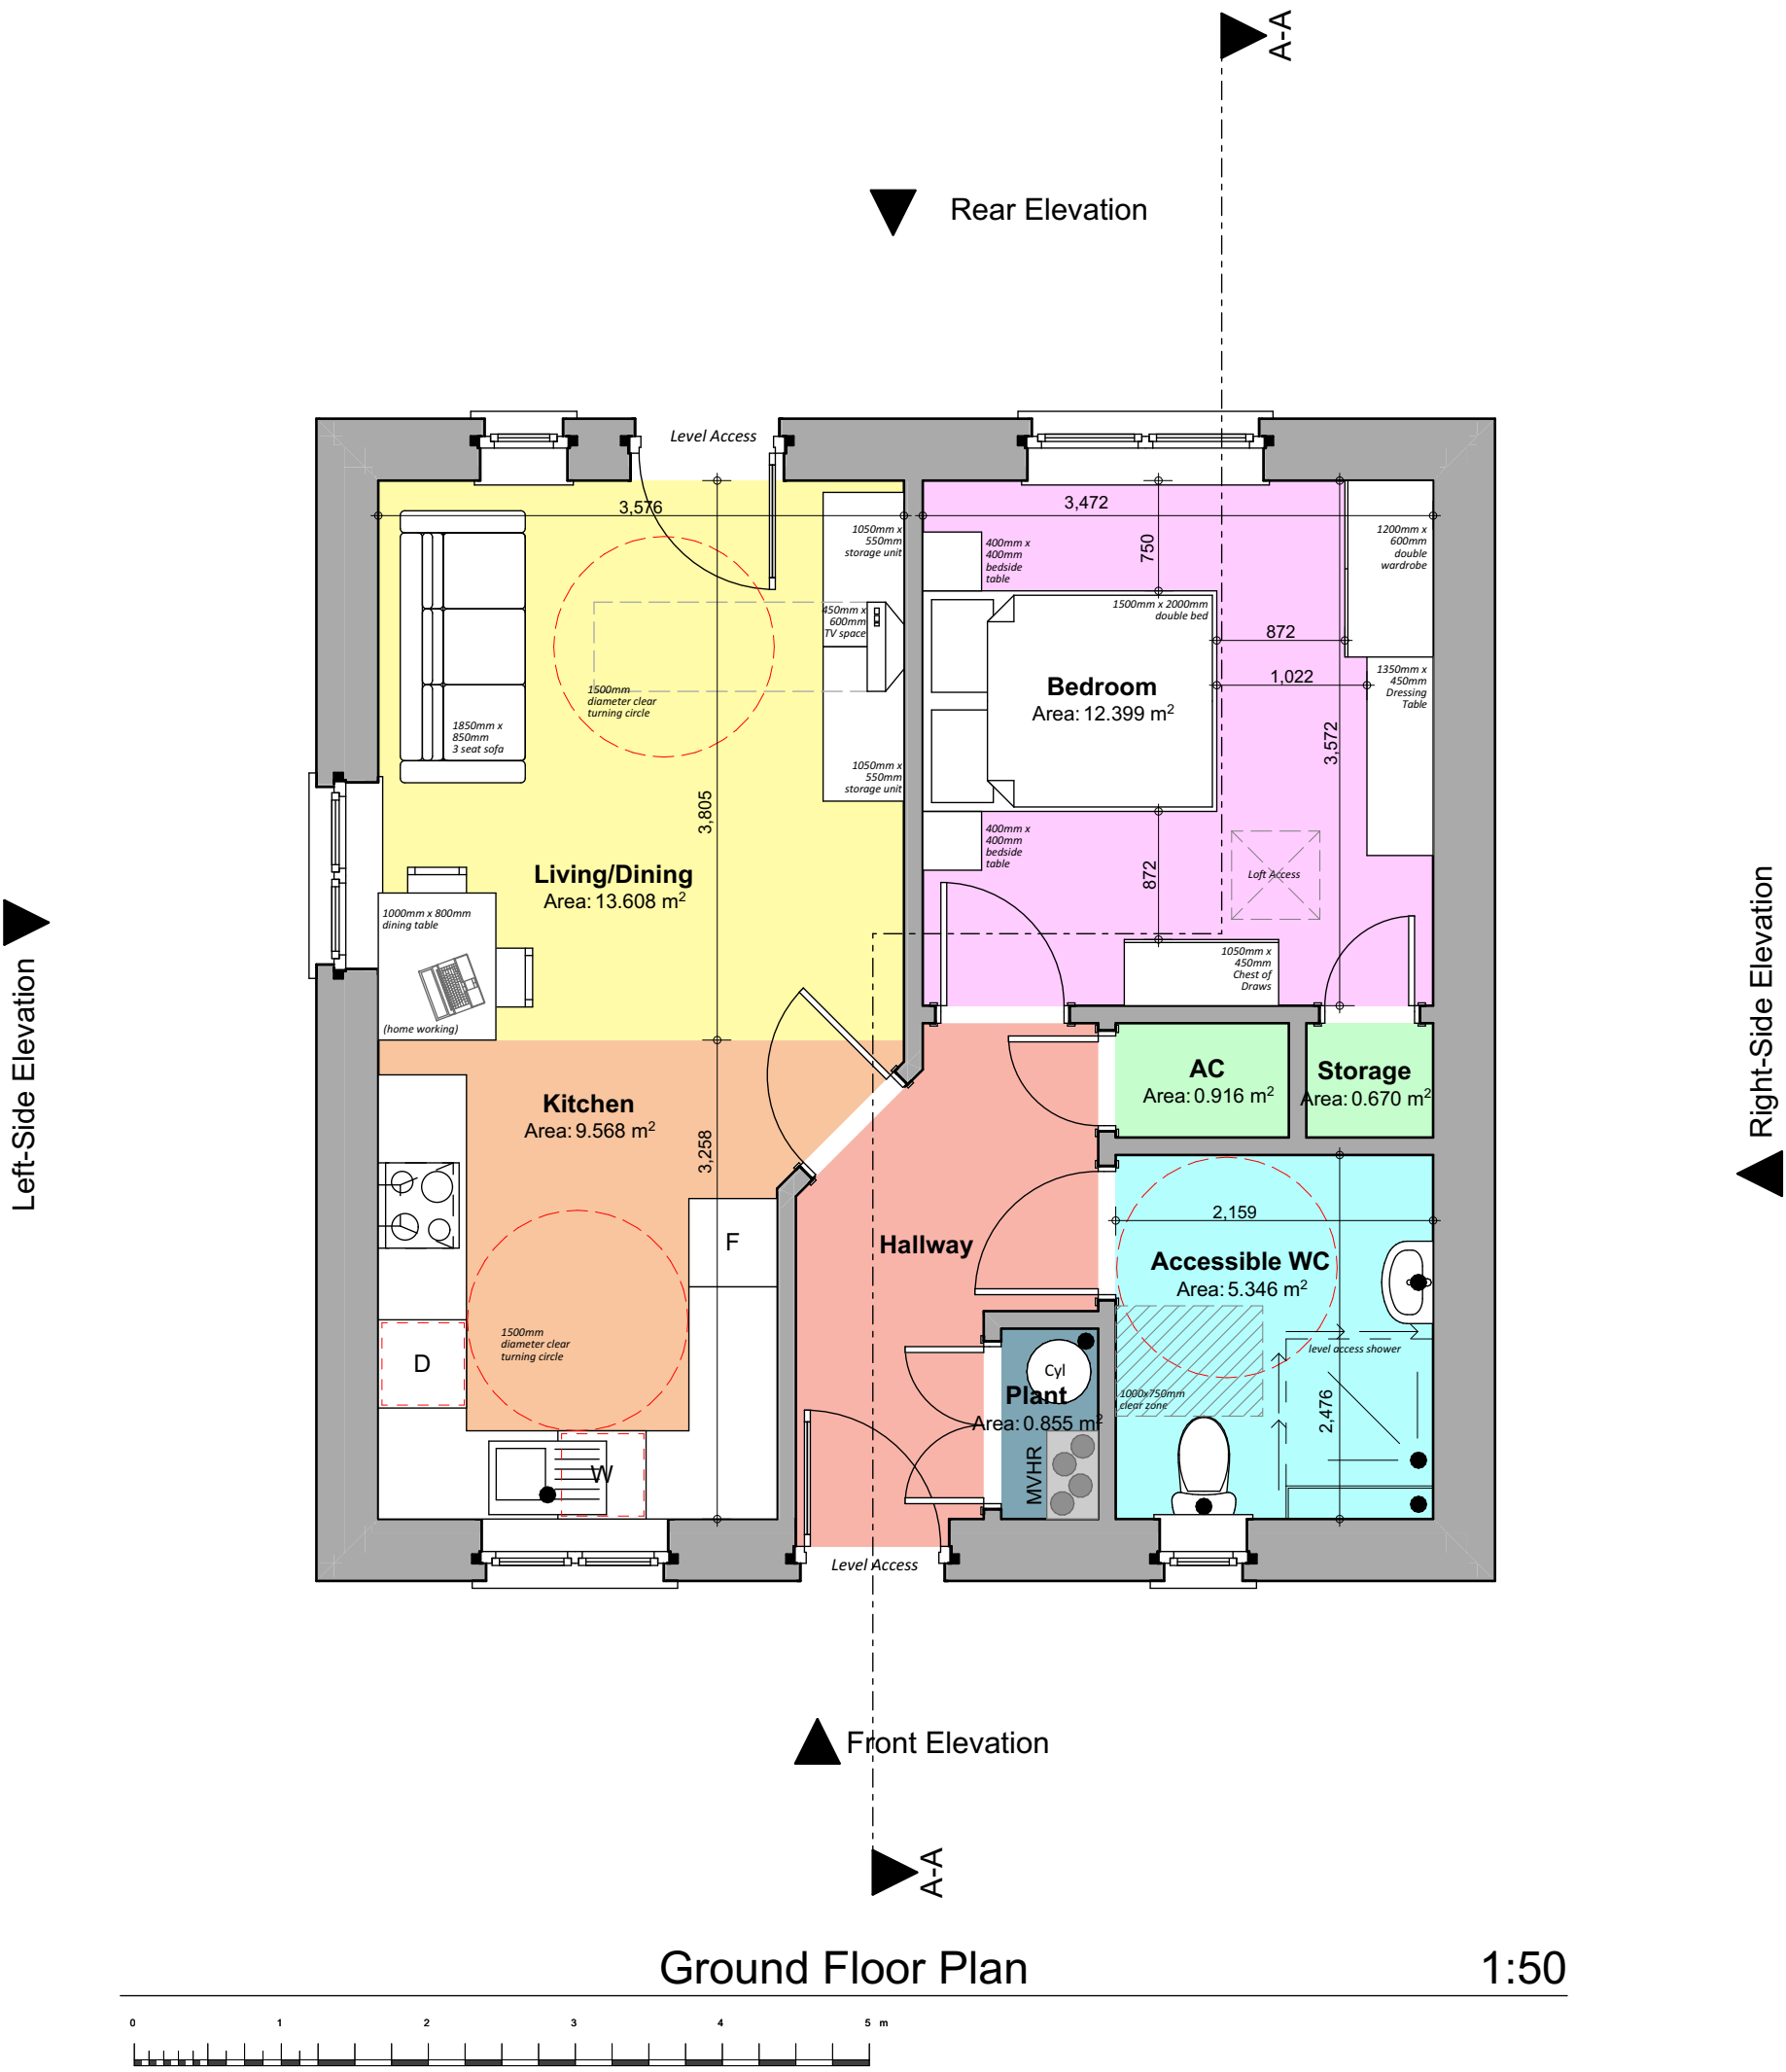 A-A
Rear Elevation
Level Access
3,576
3,472
750
1050mm x
550mm
storage unit
400mm x
400mm
bedside
table
1200mm x
600mm
double
wardrobe
450mm x
600mm
TV space
1500mm x 2000mm
double bed
872
1,022
1350mm x
450mm
Dressing
Table
1500mm
diameter clear
turning circle
Bedroom
Area: 12.399 m²
1850mm x
850mm
3 seat sofa
3,572
1050mm x
550mm
storage unit
3,805
400mm x
400mm
bedside
table
872
Loft Access
Living/Dining
Area: 13.608 m²
1000mm x 800mm
dining table
(home working)
1050mm x
450mm
Chest of
Draws
Left-Side Elevation
Right-Side Elevation
AC
Area: 0.916 m²
Storage
Area: 0.670 m²
Kitchen
Area: 9.568 m²
3,258
F
Hallway
2,159
Accessible WC
Area: 5.346 m²
1500mm
diameter clear
turning circle
D
level access shower
Cyl
Plant
Area: 0.855 m²
1000x750mm
clear zone
2,476
MVHR
W
Level Access
Front Elevation
A-A
Ground Floor Plan
1:50
0 1 2 3 4 5 m